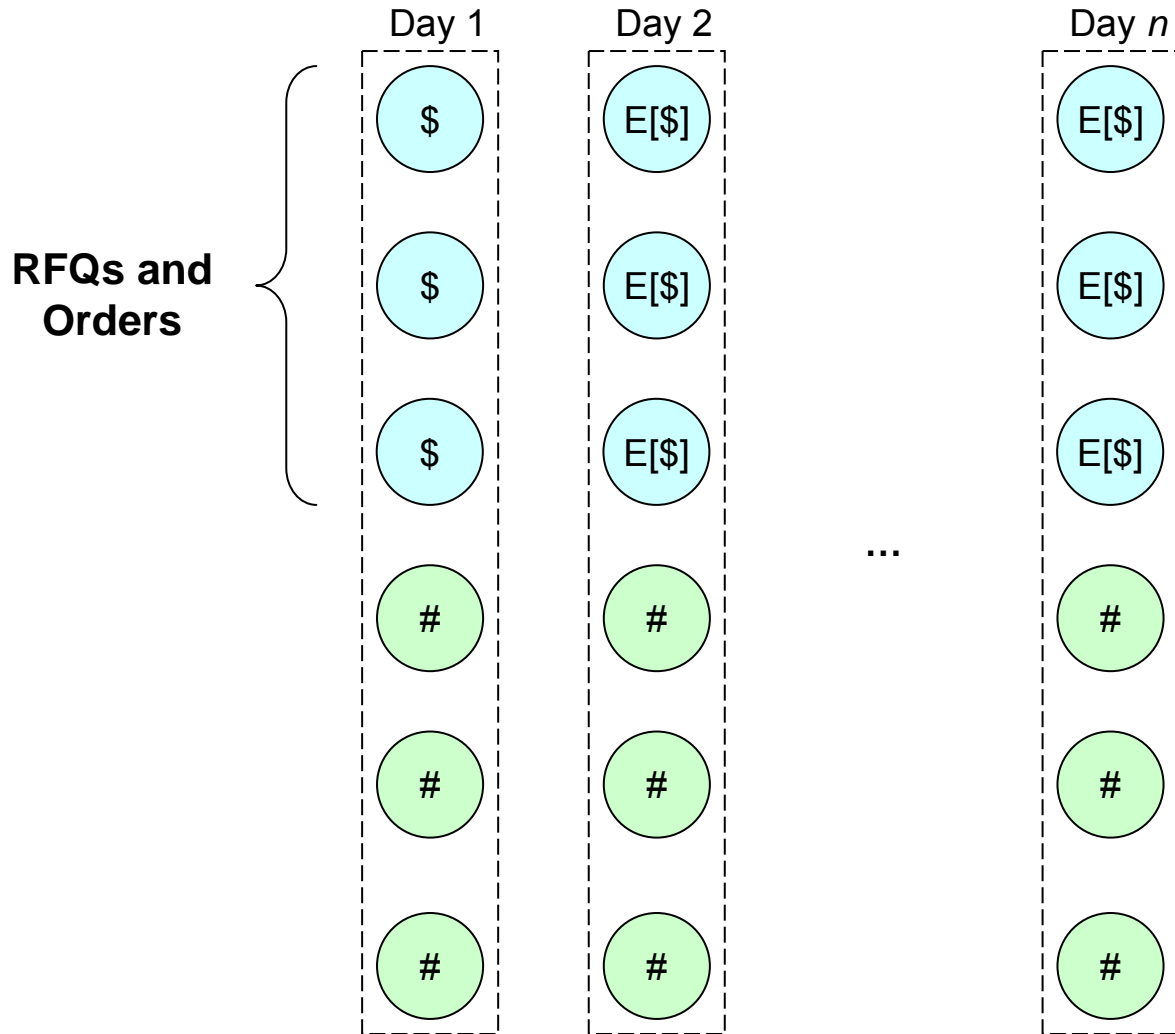 Day 1 Day 2 Day n
$ E[$] E[$]
RFQs and
Orders
$ E[$] E[$]
$ E[$] E[$]
...
# # #
# # #
# # #